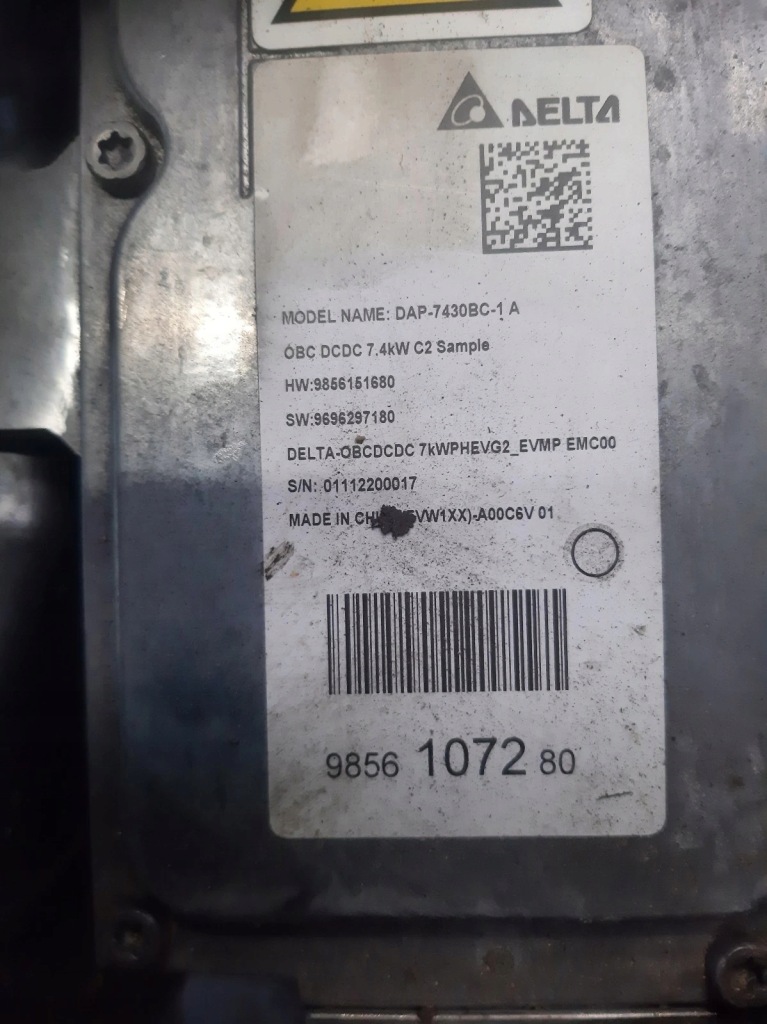 DELTA
MODEL NAME: DAP-7430BC-1 A
OBC DCDC 7.4kW C2 Sample
HW:9856151680
SW:9696297180
DELTA-OBCDCDC 7kWPHEVG2_EVMP EMC00
S/N: 01112200017
MADE IN VW1XX)-A00C6V 01
9856 1072 80